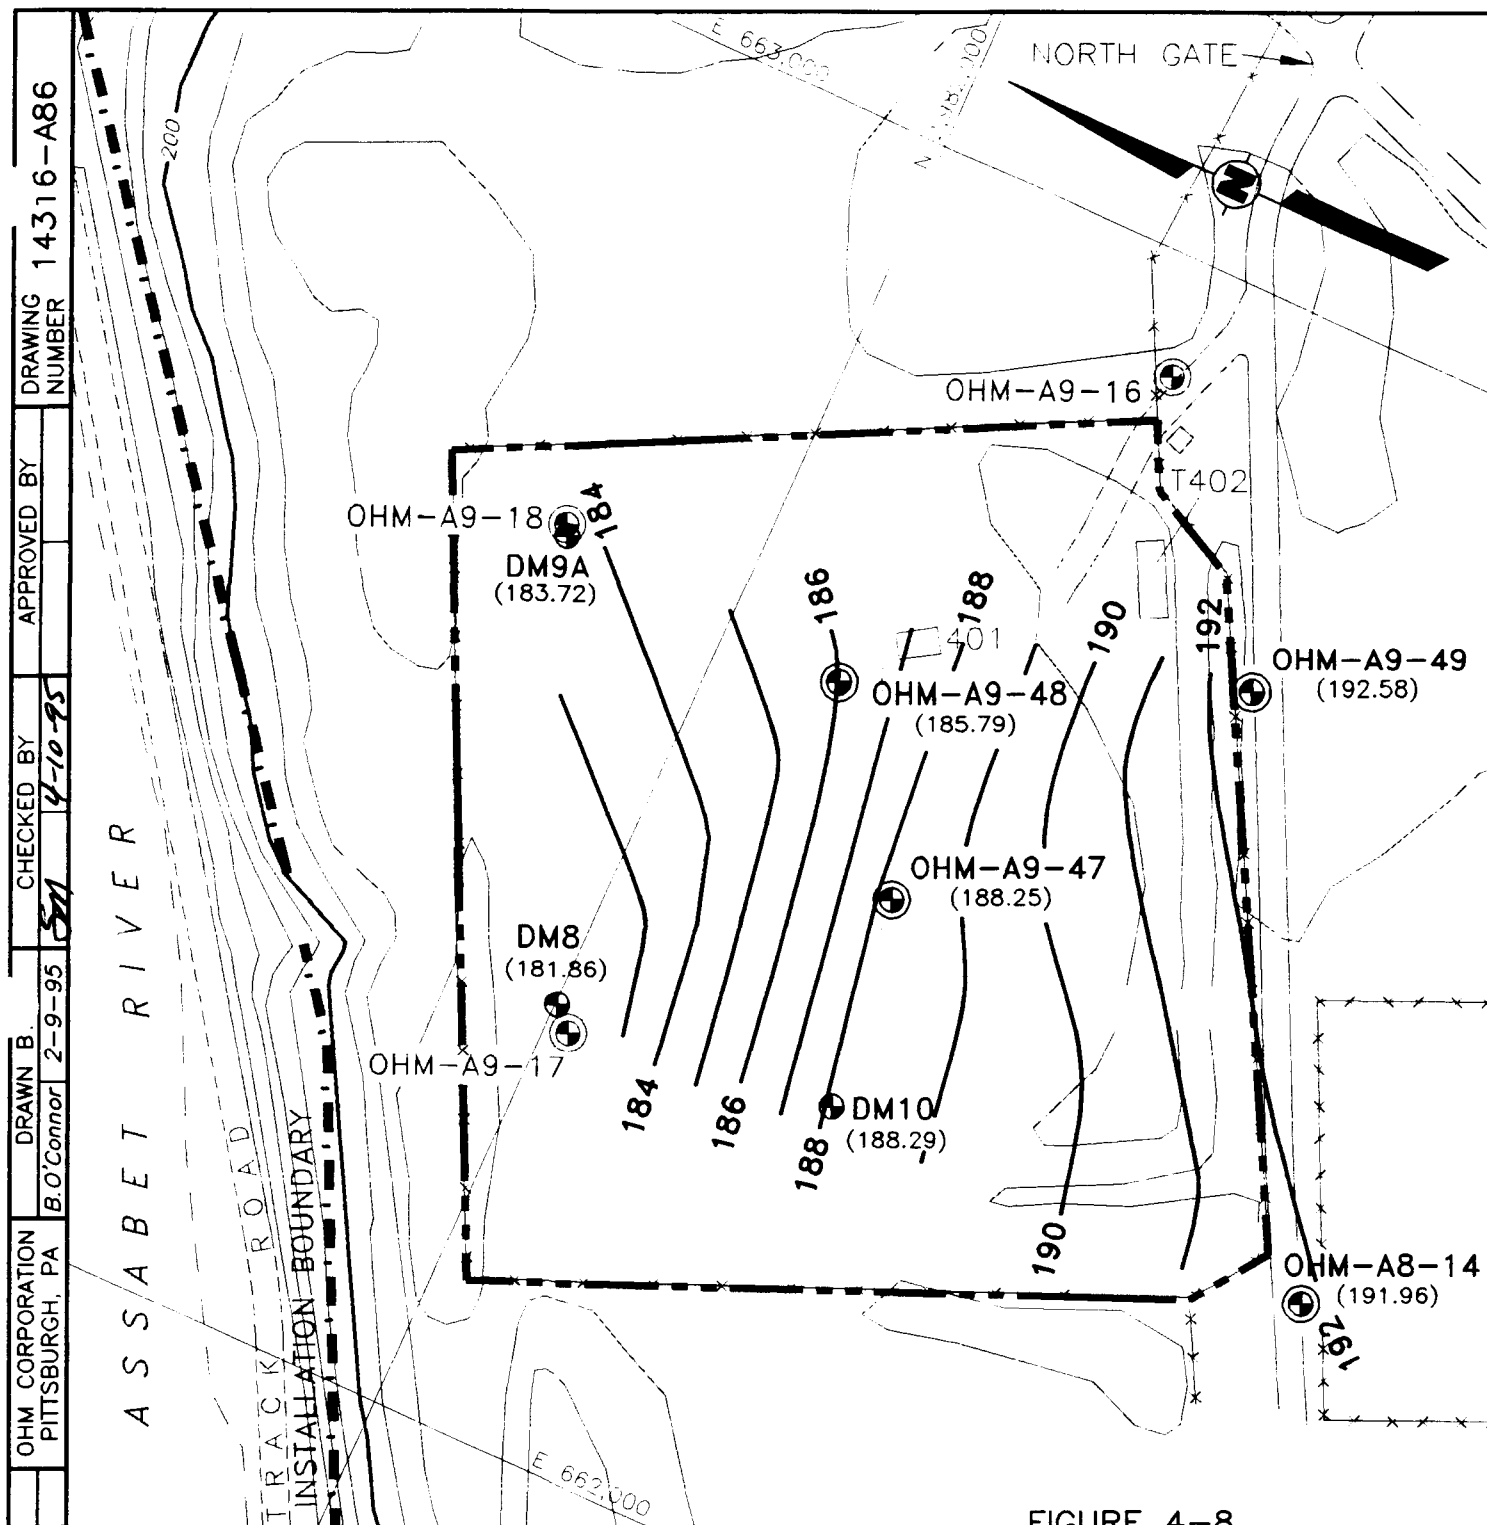 DRAWING NUMBER 14316-A86
APPROVED BY
CHECKED BY
SM 4-10-95
DRAWN B.
B. O'Connor 2-9-95
OHM CORPORATION
PITTSBURGH, PA
200
E 663,000
NORTH GATE
N
OHM-A9-16
T402
OHM-A9-18
DM9A
(183.72)
184
186
188
401
190
192
OHM-A9-49
(192.58)
OHM-A9-48
(185.79)
OHM-A9-47
(188.25)
DM8
(181.86)
OHM-A9-17
184
186
188
DM10
(188.29)
190
OHM-A8-14
(191.96)
192
ASSABET RIVER
TRACK ROAD
INSTALLATION BOUNDARY
E 662,000
FIGURE 4-8